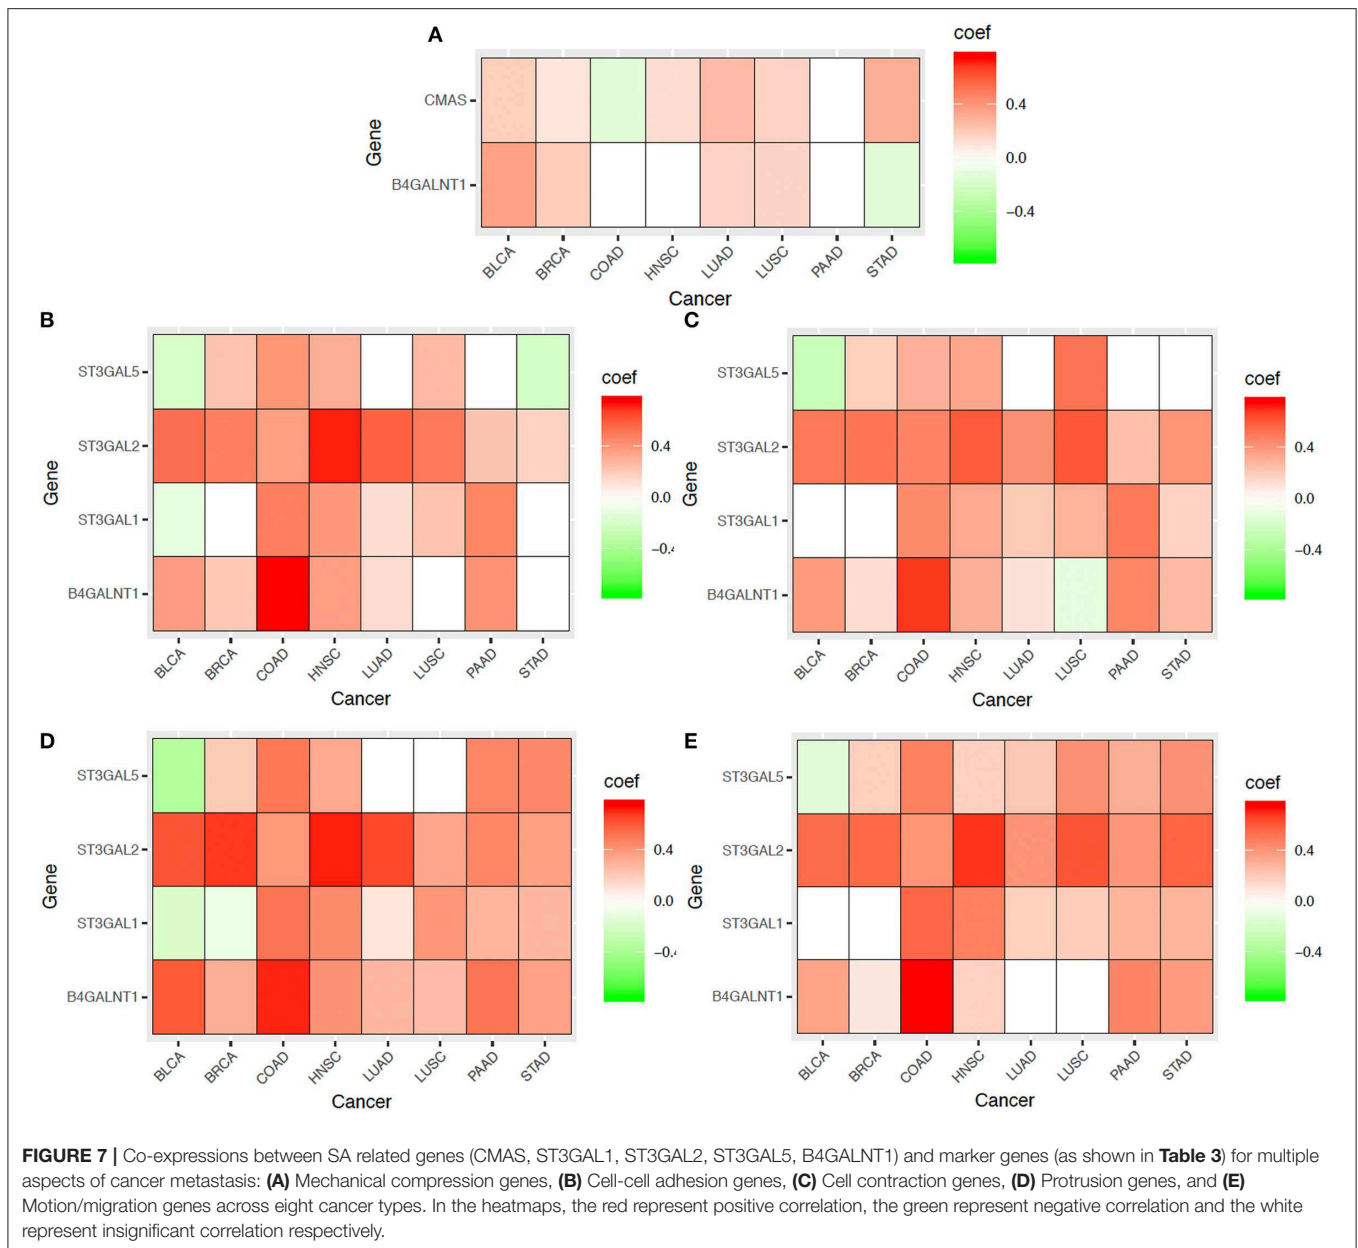 A
coef
CMAS
0.4
Gene
0.0
B4GALNT1
−0.4
BLCA BRCA COAD HNSC LUAD LUSC PAAD STAD
Cancer
B
ST3GAL5
coef
ST3GAL2
0.4
Gene
0.0
ST3GAL1
−0.4
B4GALNT1
BLCA BRCA COAD HNSC LUAD LUSC PAAD STAD
Cancer
C
ST3GAL5
coef
ST3GAL2
0.4
Gene
0.0
ST3GAL1
−0.4
B4GALNT1
BLCA BRCA COAD HNSC LUAD LUSC PAAD STAD
Cancer
D
ST3GAL5
coef
ST3GAL2
0.4
Gene
0.0
ST3GAL1
−0.4
B4GALNT1
BLCA BRCA COAD HNSC LUAD LUSC PAAD STAD
Cancer
E
ST3GAL5
coef
ST3GAL2
0.4
Gene
0.0
ST3GAL1
−0.4
B4GALNT1
BLCA BRCA COAD HNSC LUAD LUSC PAAD STAD
Cancer
FIGURE 7 | Co-expressions between SA related genes (CMAS, ST3GAL1, ST3GAL2, ST3GAL5, B4GALNT1) and marker genes (as shown in Table 3) for multiple
aspects of cancer metastasis: (A) Mechanical compression genes, (B) Cell-cell adhesion genes, (C) Cell contraction genes, (D) Protrusion genes, and (E)
Motion/migration genes across eight cancer types. In the heatmaps, the red represent positive correlation, the green represent negative correlation and the white
represent insignificant correlation respectively.